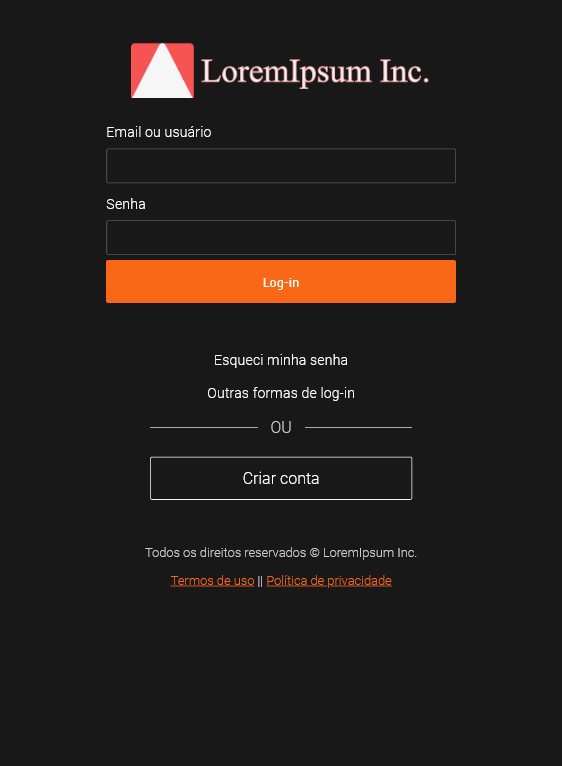 LoremIpsum Inc.
Email ou usuário
Senha
Log-in
Esqueci minha senha
Outras formas de log-in
OU
Criar conta
Todos os direitos reservados © LoremIpsum Inc.
Termos de uso || Política de privacidade